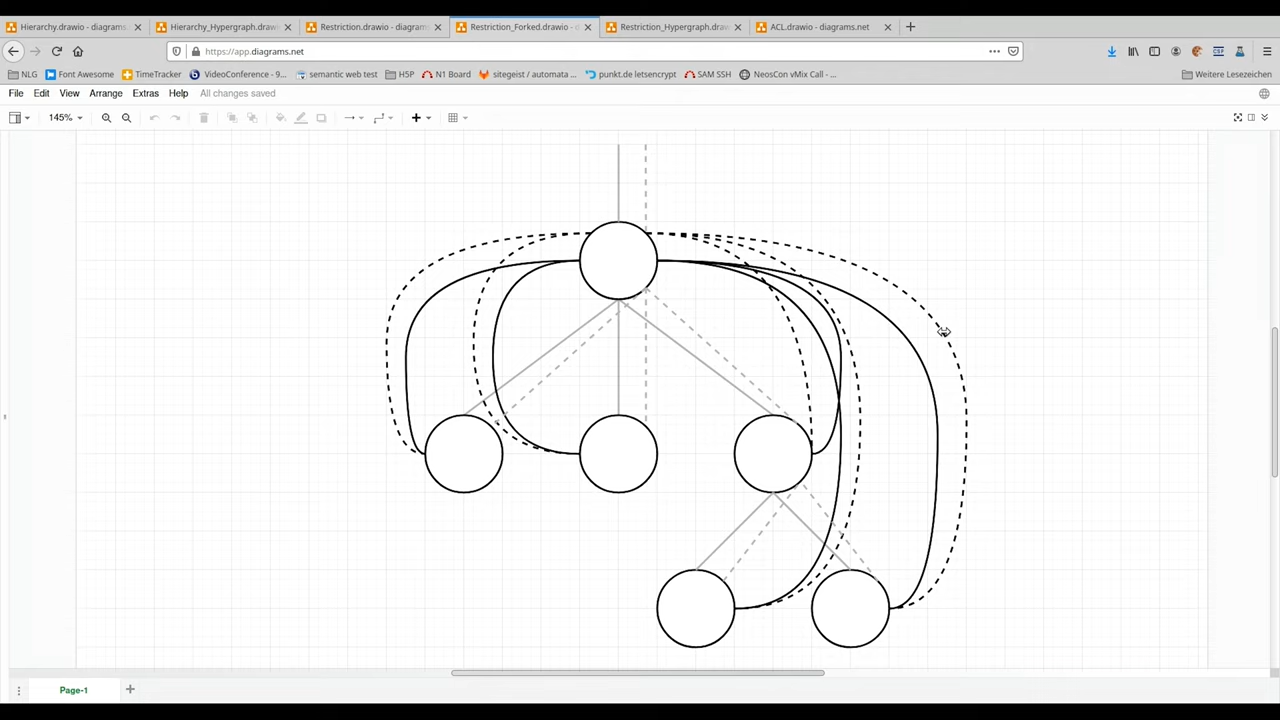 Hierarchy.drawio - diagrams
Hierarchy_Hypergraph.drawi
Restriction.drawio - diagrams
Restriction_Forked.drawio - d
Restriction_Hypergraph.draw
ACL.drawio - diagrams.net
https://app.diagrams.net
NLG
Font Awesome
TimeTracker
VideoConference - 9...
semantic web test
H5P
N1 Board
sitegeist / automata ...
punkt.de letsencrypt
SAM SSH
NeosCon vMix Call - ...
Weitere Lesezeichen
File Edit View Arrange Extras Help All changes saved
145%
Page-1